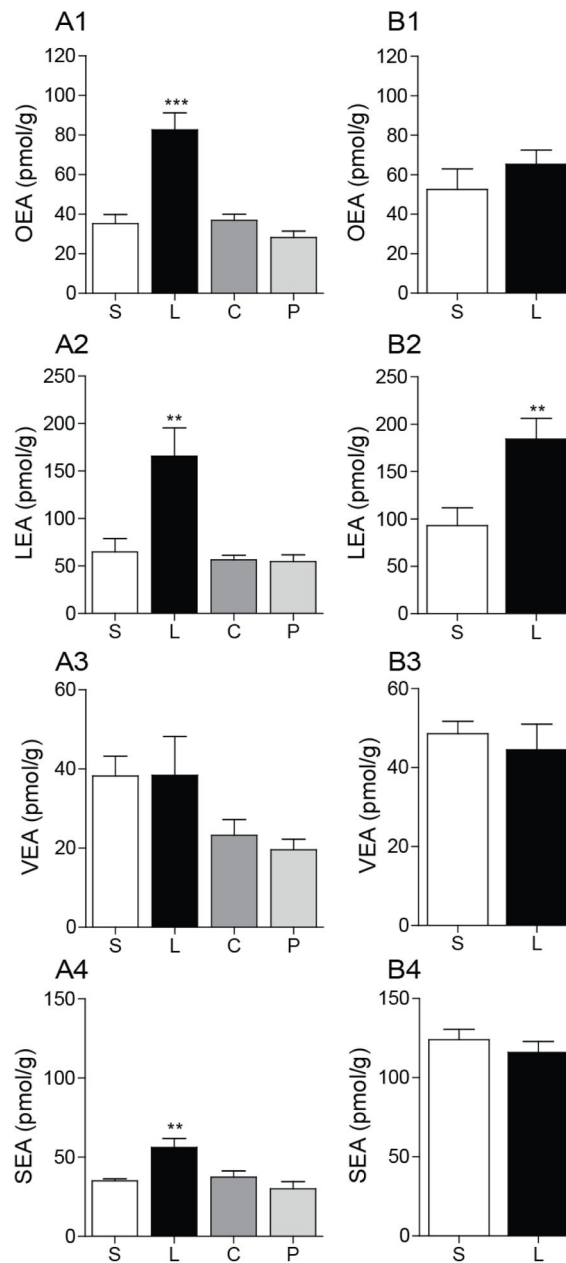 A1
OEA (pmol/g)
120
100
80
60
40
20
0
***
S L C P
B1
OEA (pmol/g)
120
100
80
60
40
20
0
S L
A2
LEA (pmol/g)
250
200
150
100
50
0
**
S L C P
B2
LEA (pmol/g)
250
200
150
100
50
0
**
S L
A3
VEA (pmol/g)
60
40
20
0
S L C P
B3
VEA (pmol/g)
60
40
20
0
S L
A4
SEA (pmol/g)
150
100
50
0
**
S L C P
B4
SEA (pmol/g)
150
100
50
0
S L